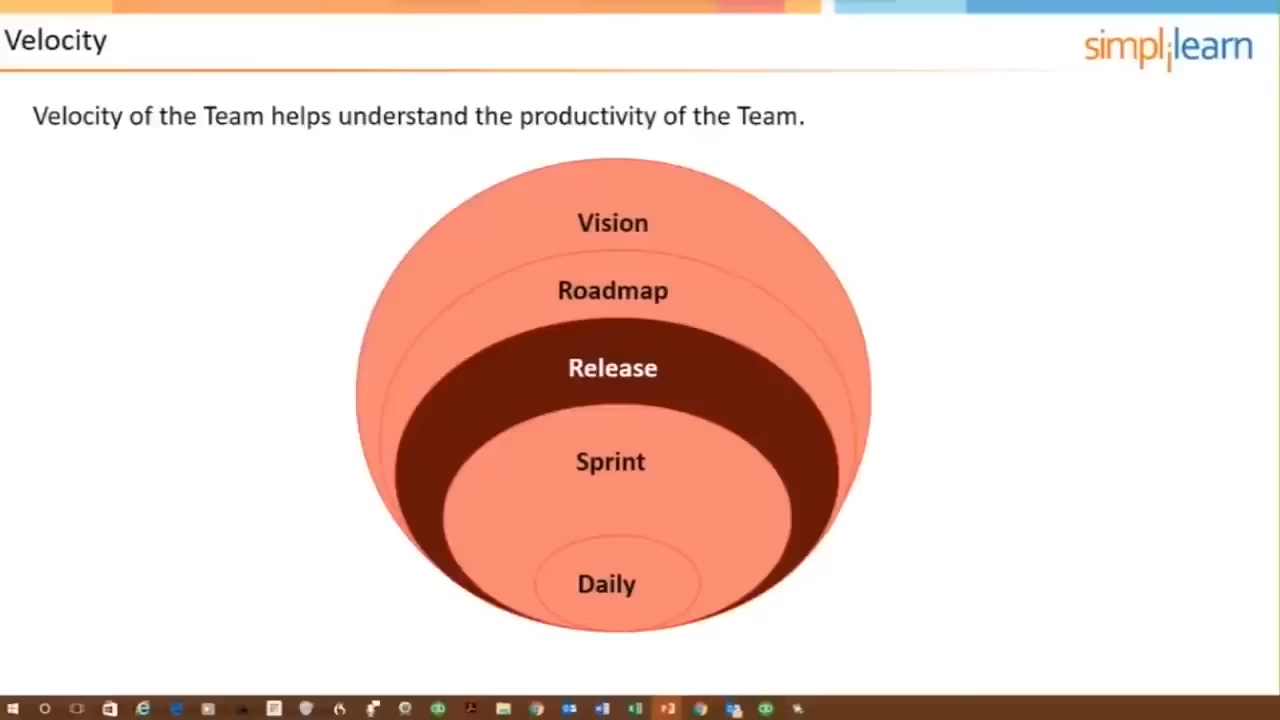 Velocity
simplilearn
Velocity of the Team helps understand the productivity of the Team.
Vision
Roadmap
Release
Sprint
Daily